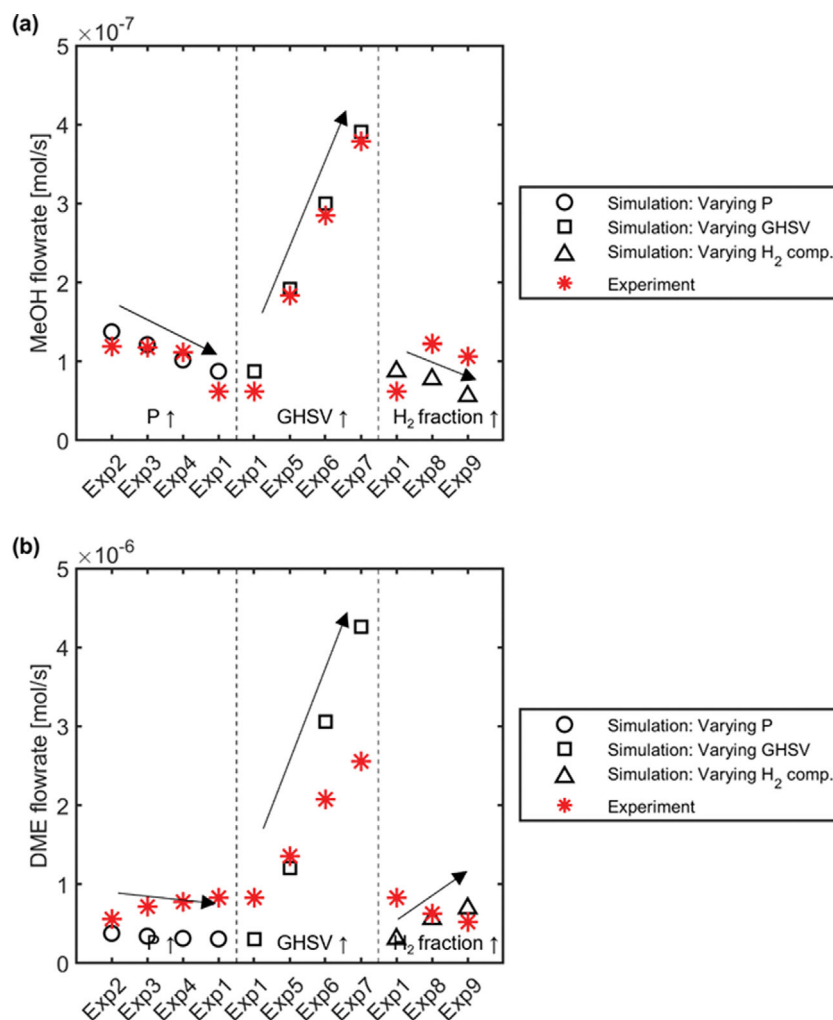 (a)
×10⁻⁷
5
4
3
2
1
0
MeOH flowrate [mol/s]
P ↑
GHSV ↑
H₂ fraction ↑
Exp2
Exp3
Exp4
Exp1
Exp1
Exp5
Exp6
Exp7
Exp1
Exp8
Exp9
Simulation: Varying P
Simulation: Varying GHSV
Simulation: Varying H₂ comp.
Experiment
(b)
×10⁻⁶
5
4
3
2
1
0
DME flowrate [mol/s]
P ↑
GHSV ↑
H₂ fraction ↑
Exp2
Exp3
Exp4
Exp1
Exp1
Exp5
Exp6
Exp7
Exp1
Exp8
Exp9
Simulation: Varying P
Simulation: Varying GHSV
Simulation: Varying H₂ comp.
Experiment